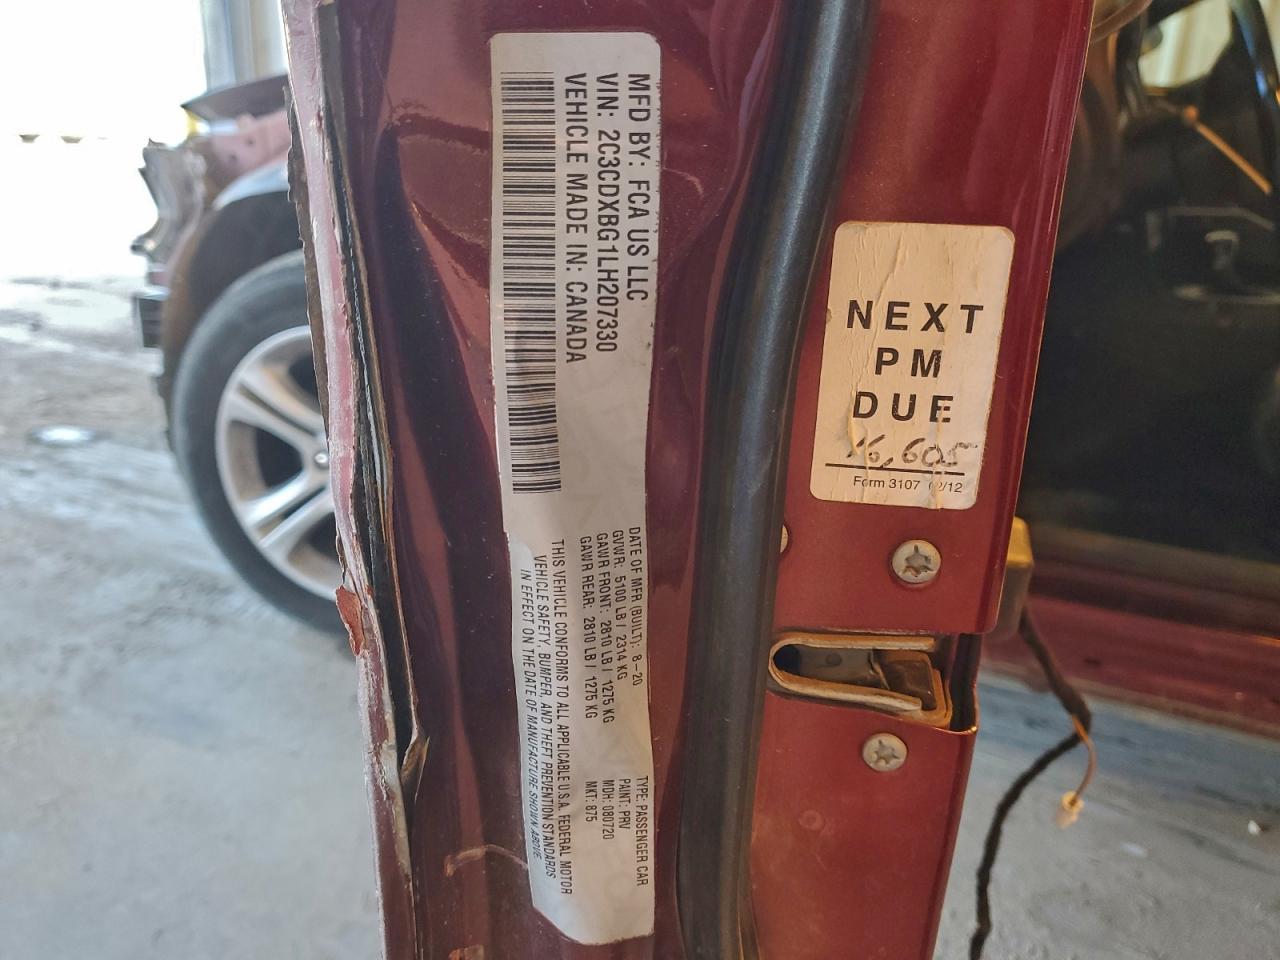 MFD BY: FCA US LLC
VIN: 2C3CDXBG1LH207330
VEHICLE MADE IN: CANADA
DATE OF MFR (BUILT): 8-20
GVWR: 5100 LB / 2314 KG
GAWR FRONT: 2810 LB / 1275 KG
GAWR REAR: 2810 LB / 1275 KG
THIS VEHICLE CONFORMS TO ALL APPLICABLE U.S.A. FEDERAL MOTOR
VEHICLE SAFETY, BUMPER, AND THEFT PREVENTION STANDARDS
IN EFFECT ON THE DATE OF MANUFACTURE SHOWN ABOVE.
TYPE: PASSENGER CAR
PAINT: PRV
MDH: 080720
MKT: 875
NEXT
PM
DUE
16,605
Form 3107 02/12